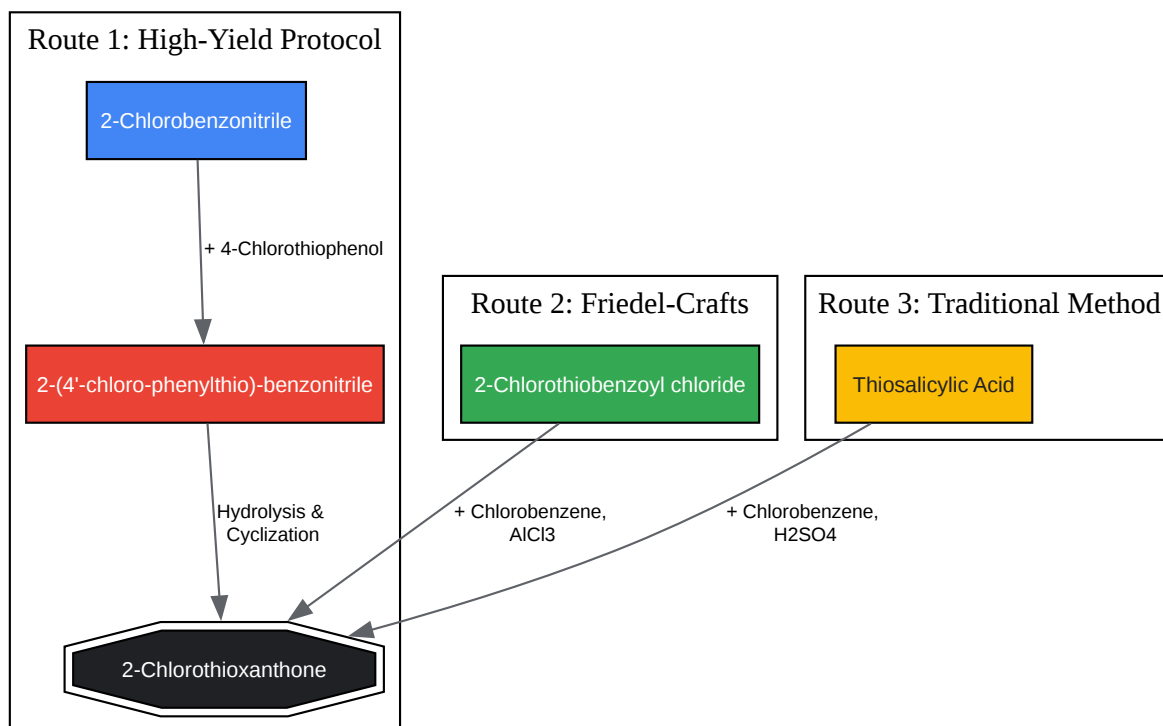 Route 1: High-Yield Protocol
2-Chlorobenzonitrile
+ 4-Chlorothiophenol
2-(4'-chloro-phenylthio)-benzonitrile
Hydrolysis &
Cyclization
Route 2: Friedel-Crafts
2-Chlorothiobenzoyl chloride
+ Chlorobenzene,
AlCl3
Route 3: Traditional Method
Thiosalicylic Acid
+ Chlorobenzene,
H2SO4
2-Chlorothioxanthone